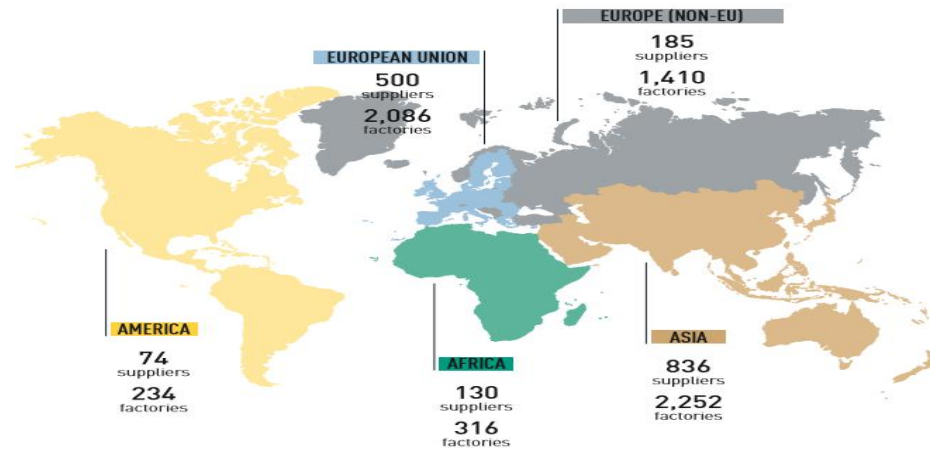 EUROPE (NON-EU)
185
suppliers
1,410
factories
EUROPEAN UNION
500
suppliers
2,086
factories
AMERICA
74
suppliers
234
factories
AFRICA
130
suppliers
316
factories
ASIA
836
suppliers
2,252
factories